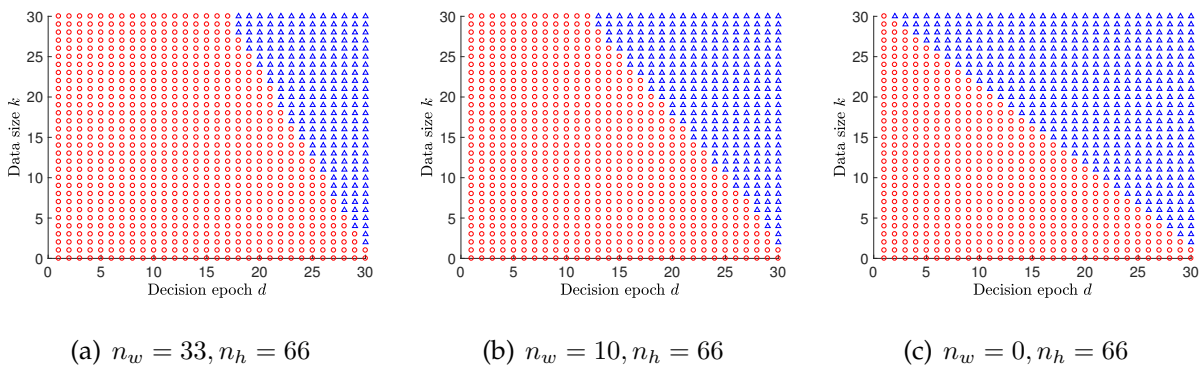 30
25
20
15
10
5
0
Data size k
0 5 10 15 20 25 30
Decision epoch d
(a) n_w = 33, n_h = 66
30
25
20
15
10
5
0
Data size k
0 5 10 15 20 25 30
Decision epoch d
(b) n_w = 10, n_h = 66
30
25
20
15
10
5
0
Data size k
0 5 10 15 20 25 30
Decision epoch d
(c) n_w = 0, n_h = 66